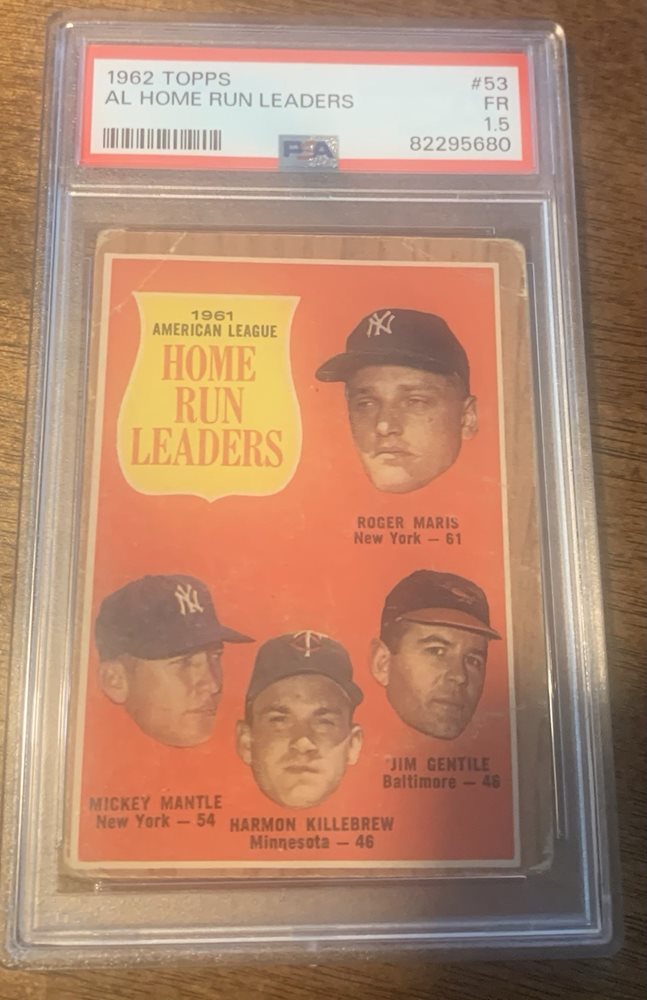 1962 TOPPS
#53
AL HOME RUN LEADERS
FR
1.5
PSA
82295680
1961
AMERICAN LEAGUE
HOME
RUN
LEADERS
NY
ROGER MARIS
New York — 61
NY
T
JIM GENTILE
Baltimore — 46
MICKEY MANTLE
New York — 54
HARMON KILLEBREW
Minnesota — 46